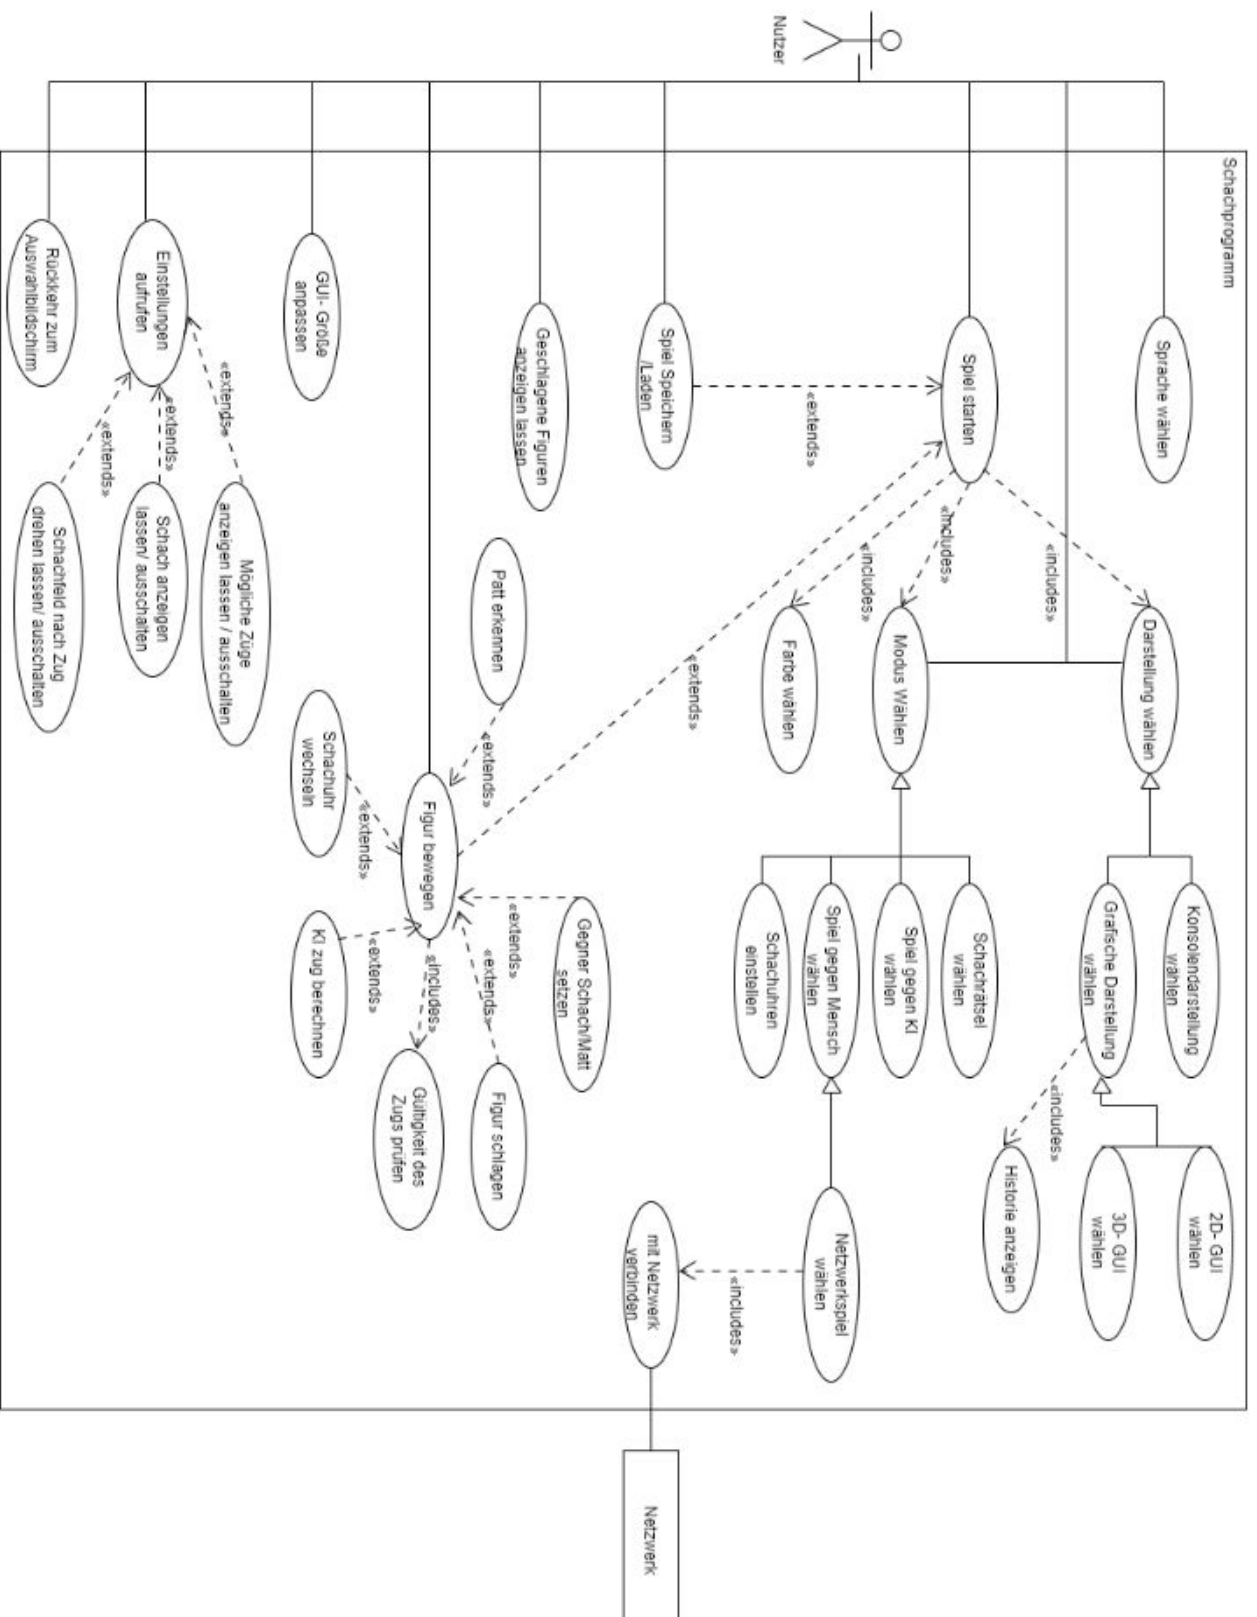 Schachprogramm
Nutzer
Sprache wählen
Spiel starten
«includes»
«includes»
«includes»
Darstellung wählen
Modus Wählen
Farbe wählen
Konsolendarstellung
wählen
Grafische Darstellung
wählen
2D- GUI
wählen
3D- GUI
wählen
«includes»
Historie anzeigen
Schachrätsel
wählen
Spiel gegen KI
wählen
Spiel gegen Mensch
wählen
Schachuhren
einstellen
Netzwerkspiel
wählen
«includes»
mit Netzwerk
verbinden
Netzwerk
«extends»
Spiel Speichern
/Laden
«extends»
Geschlagene Figuren
anzeigen lassen
Gegner Schach/Matt
setzen
«extends»
Patt erkennen
«extends»
«extends»
Figur schlagen
Figur bewegen
«includes»
Gültigkeit des
Zugs prüfen
«extends»
Schachuhr
wechseln
«extends»
KI zug berechnen
GUI- Größe
anpassen
«extends»
Mögliche Züge
anzeigen lassen / ausschalten
Einstellungen
aufrufen
«extends»
Schach anzeigen
lassen/ ausschalten
«extends»
Schachfeld nach Zug
drehen lassen/ ausschalten
Rückkehr zum
Auswahlbildschirm